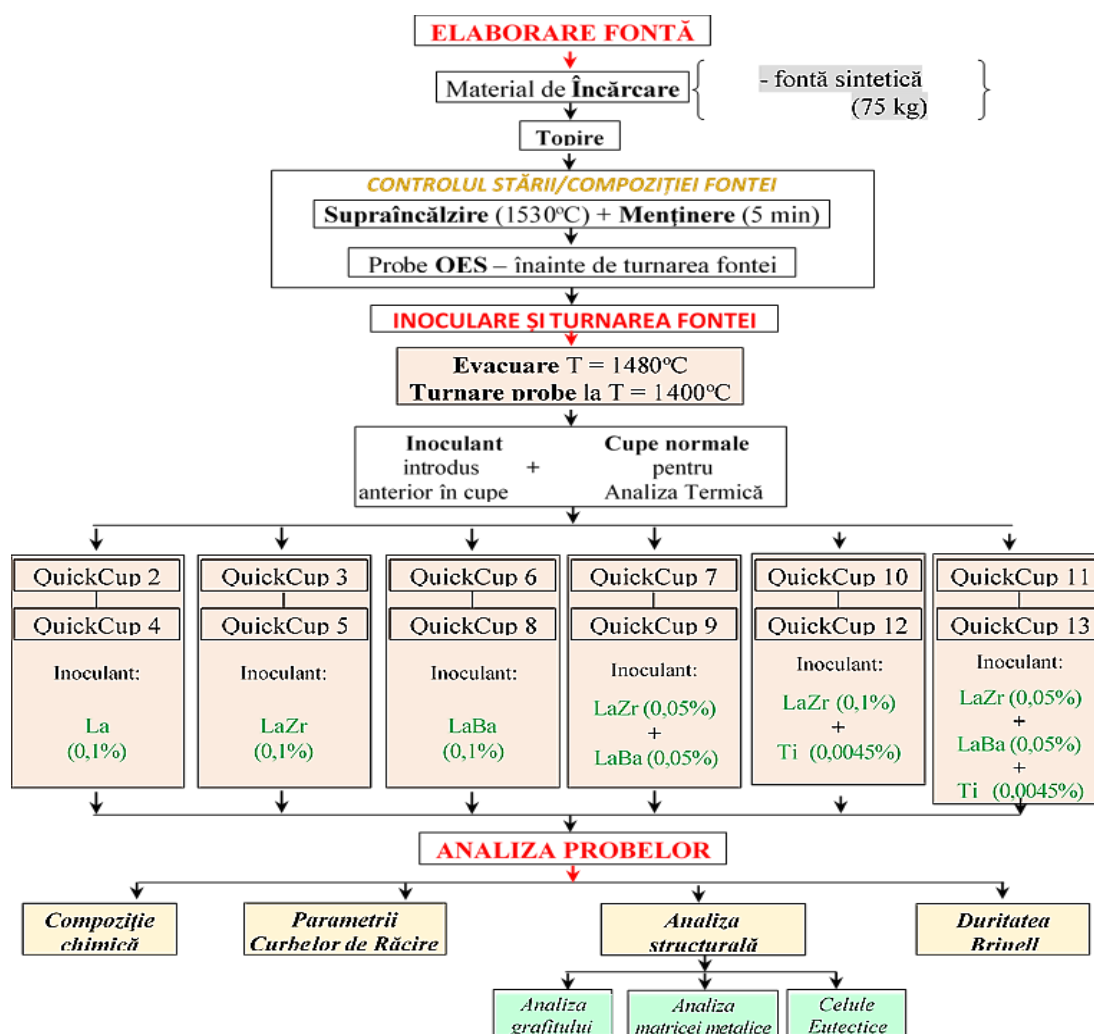 ELABORARE FONTĂ
Material de Încărcare
- fontă sintetică
(75 kg)
Topire
CONTROLUL STĂRII/COMPOZIȚIEI FONTEI
Supraîncălzire (1530°C) + Menținere (5 min)
Probe OES – înainte de turnarea fontei
INOCULARE ȘI TURNAREA FONTEI
Evacuare T = 1480°C
Turnare probe la T = 1400°C
Inoculant
introdus
anterior în cupe
+
Cupe normale
pentru
Analiza Termică
QuickCup 2
QuickCup 4
Inoculant:
La
(0,1%)
QuickCup 3
QuickCup 5
Inoculant:
LaZr
(0,1%)
QuickCup 6
QuickCup 8
Inoculant:
LaBa
(0,1%)
QuickCup 7
QuickCup 9
Inoculant:
LaZr (0,05%)
+
LaBa (0,05%)
QuickCup 10
QuickCup 12
Inoculant:
LaZr (0,1%)
+
Ti (0,0045%)
QuickCup 11
QuickCup 13
Inoculant:
LaZr (0,05%)
+
LaBa (0,05%)
+
Ti (0,0045%)
ANALIZA PROBELOR
Compoziţie
chimică
Parametrii
Curbelor de Răcire
Analiza
structurală
Duritatea
Brinell
Analiza
grafitului
Analiza
matricei metalice
Celule
Eutectice